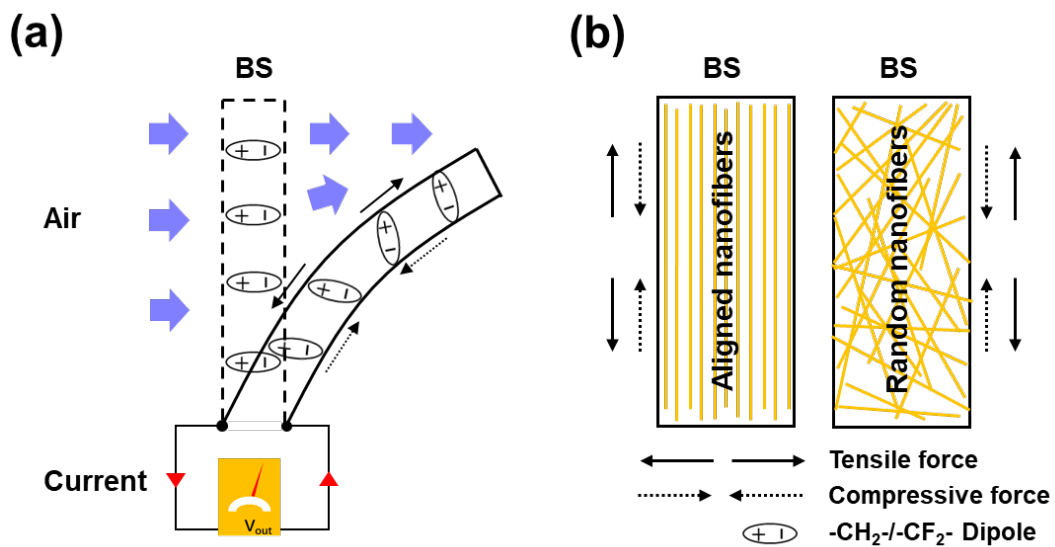 (a)
BS
Air
+ −
+ −
+ −
+ −
+ −
+ −
+ −
+ −
Current
Vout
(b)
BS
BS
Aligned nanofibers
Random nanofibers
Tensile force
Compressive force
+ −
-CH₂-/-CF₂- Dipole